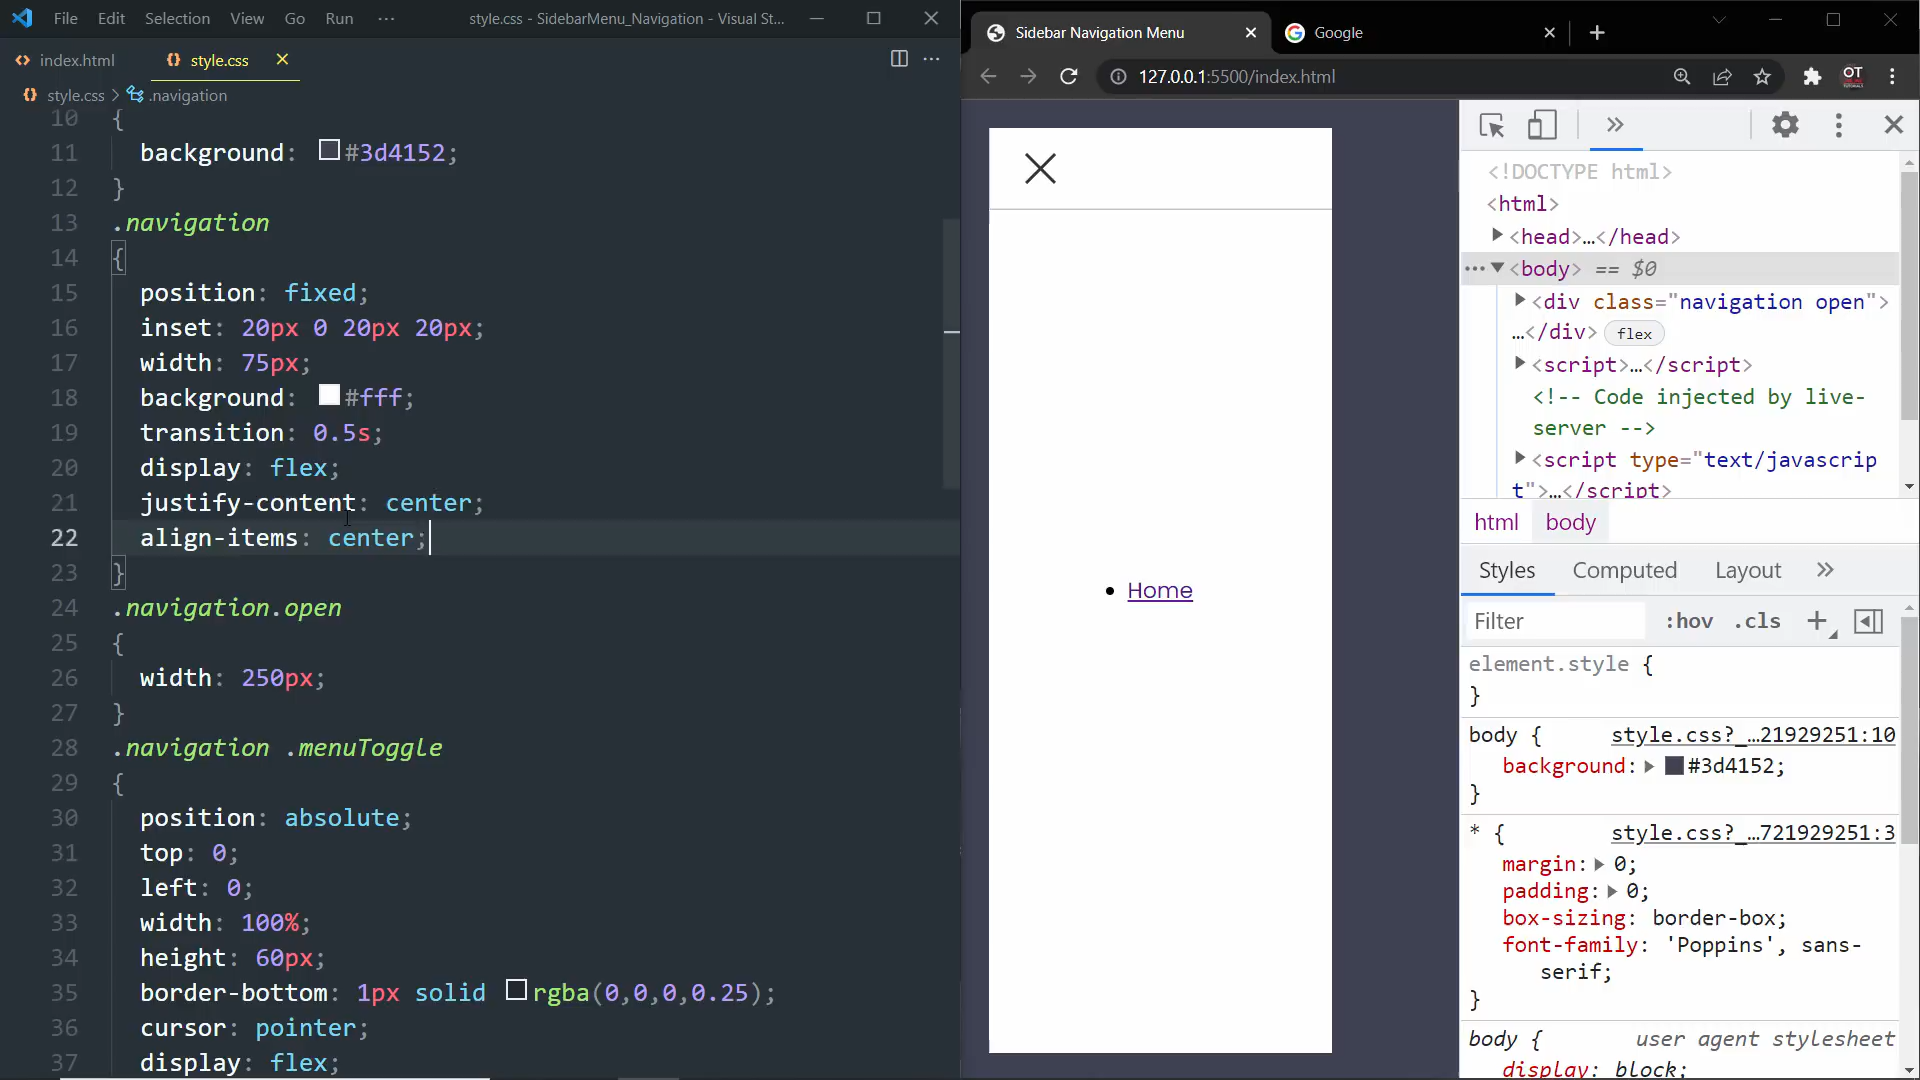 File Edit Selection View Go Run ··· style.css - SidebarMenu_Navigation - Visual St...
index.html style.css
style.css > .navigation
10 {
11 background: #3d4152;
12 }
13 .navigation
14 {
15 position: fixed;
16 inset: 20px 0 20px 20px;
17 width: 75px;
18 background: #fff;
19 transition: 0.5s;
20 display: flex;
21 justify-content: center;
22 align-items: center;
23 }
24 .navigation.open
25 {
26 width: 250px;
27 }
28 .navigation .menuToggle
29 {
30 position: absolute;
31 top: 0;
32 left: 0;
33 width: 100%;
34 height: 60px;
35 border-bottom: 1px solid rgba(0,0,0,0.25);
36 cursor: pointer;
37 display: flex;
Sidebar Navigation Menu Google
127.0.0.1:5500/index.html
OT
Home
<!DOCTYPE html>
<html>
<head>…</head>
··· <body> == $0
<div class="navigation open">
…</div> flex
<script>…</script>
<!-- Code injected by live-
server -->
<script type="text/javascrip
t">…</script>
html body
Styles Computed Layout
Filter :hov .cls
element.style {
}
body { style.css?_…21929251:10
background: #3d4152;
}
* { style.css?_…721929251:3
margin: 0;
padding: 0;
box-sizing: border-box;
font-family: 'Poppins', sans-
serif;
}
body { user agent stylesheet
display: block;